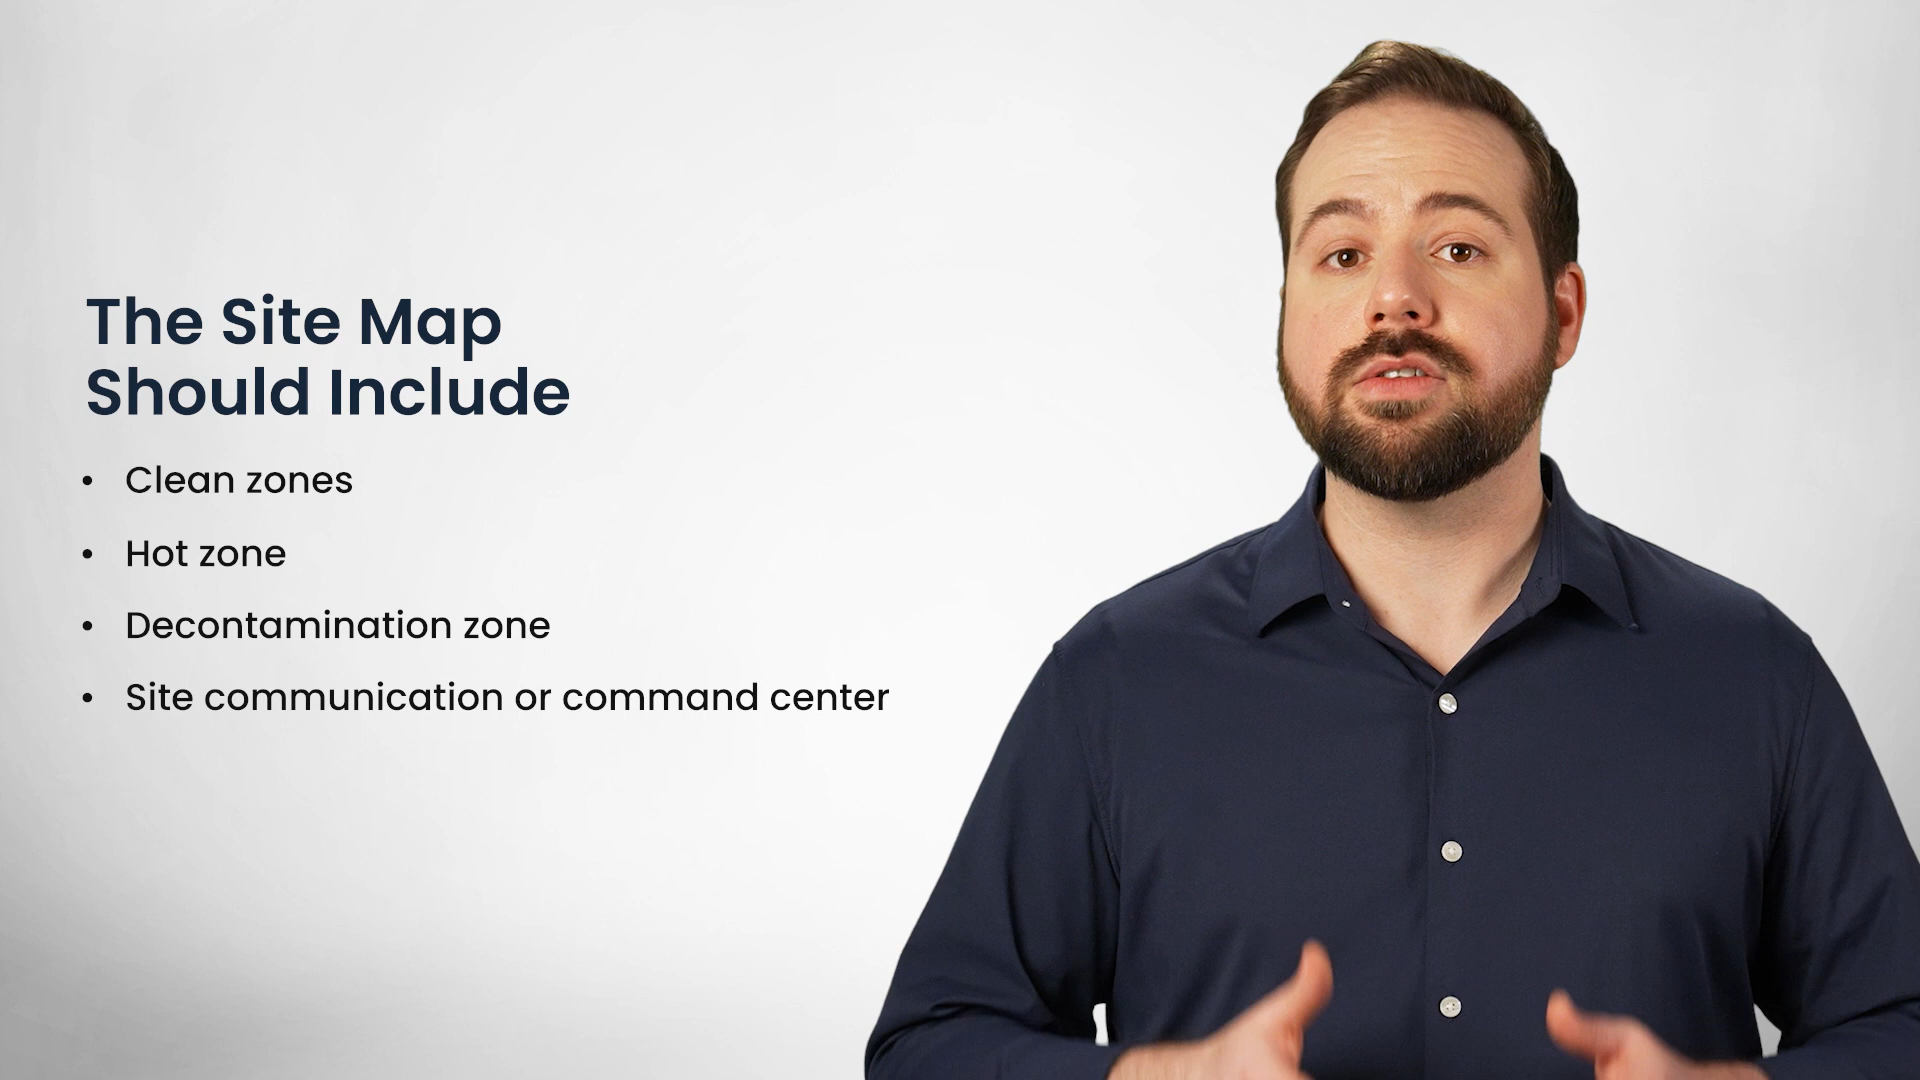 The Site Map
Should Include
• Clean zones
• Hot zone
• Decontamination zone
• Site communication or command center